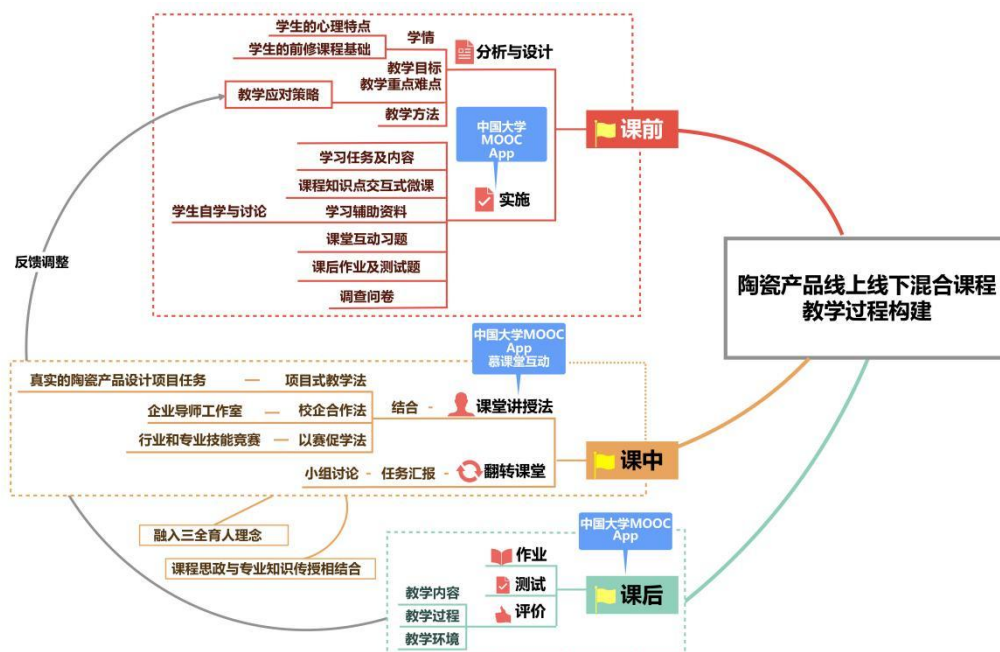 学生的心理特点
学生的前修课程基础
学情
教学目标
教学重点难点
教学应对策略
教学方法
分析与设计
中国大学
MOOC
App
课前
学习任务及内容
课程知识点交互式微课
学生自学与讨论
学习辅助资料
课堂互动习题
课后作业及测试题
调查问卷
实施
反馈调整
陶瓷产品线上线下混合课程
教学过程构建
中国大学MOOC
App
慕课堂互动
真实的陶瓷产品设计项目任务 — 项目式教学法
企业导师工作室 — 校企合作法
行业和专业技能竞赛 — 以赛促学法
结合 - 课堂讲授法
小组讨论 - 任务汇报 - 翻转课堂
课中
融入三全育人理念
课程思政与专业知识传授相结合
中国大学MOOC
App
作业
测试
评价
教学内容
教学过程
教学环境
课后